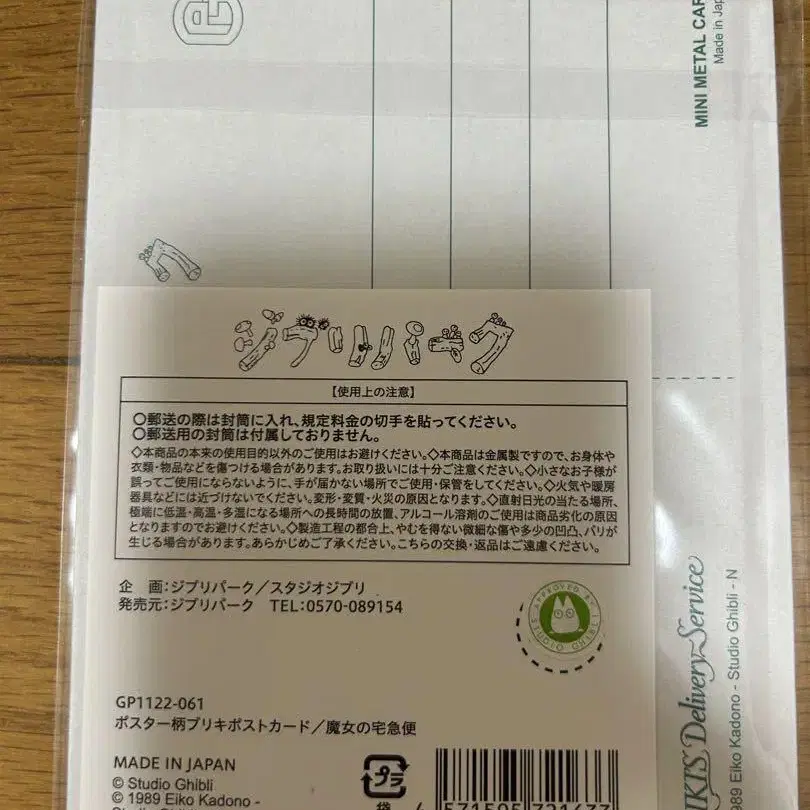 MINI METAL CAR
Made in Jap
ジブリパーク
【使用上の注意】
○郵送の際は封筒に入れ、規定料金の切手を貼ってください。
○郵送用の封筒は付属しておりません。
◇本商品の本来の使用目的以外のご使用はお避けください。◇本商品は金属製ですので、お身体や
衣類・物品などを傷つける場合があります。お取り扱いには十分ご注意ください。◇小さなお子様が
誤ってご使用にならないように、手が届かない場所でご使用・保管をしてください。◇火気や暖房
器具などには近づけないでください。変形・変質・火災の原因となります。◇直射日光の当たる場所、
極端に低温・高温・多湿になる場所への長時間の放置、アルコール溶剤のご使用は商品劣化の原因
となりますのでお避けください。◇製造工程の都合上、やむを得ない微細な傷や多少の凹凸、バリが
生じる場合があります。あらかじめご了承ください。こちらの交換・返品はご遠慮ください。
企 画：ジブリパーク／スタジオジブリ
発売元：ジブリパーク TEL：0570-089154
APPROVED BY STUDIO GHIBLI
GP1122-061
ポスター柄ブリキポストカード／魔女の宅急便
MADE IN JAPAN
© Studio Ghibli
© 1989 Eiko Kadono -
プラ
袋
KIKI'S Delivery Service
989 Eiko Kadono - Studio Ghibli - N